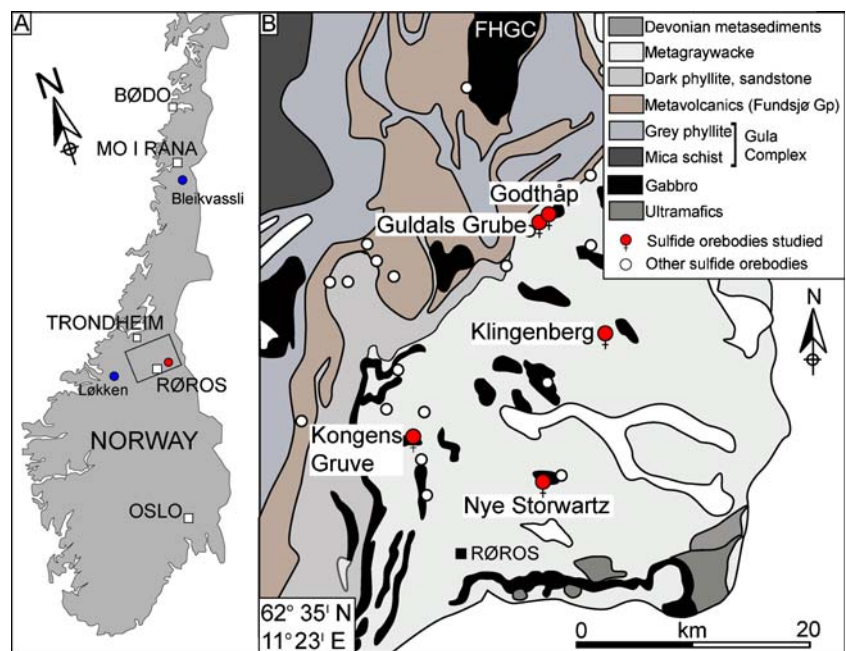 A
N
BØDO
MO I RANA
Bleikvassli
TRONDHEIM
RØROS
Løkken
NORWAY
OSLO
B
FHGC
Godthåp
Guldals Grube
Klingenberg
Kongens
Gruve
Nye Storwartz
RØROS
62° 35' N
11° 23' E
0 km 20
N
Devonian metasediments
Metagraywacke
Dark phyllite, sandstone
Metavolcanics (Fundsjø Gp)
Grey phyllite
Mica schist
Gula
Complex
Gabbro
Ultramafics
Sulfide orebodies studied
Other sulfide orebodies